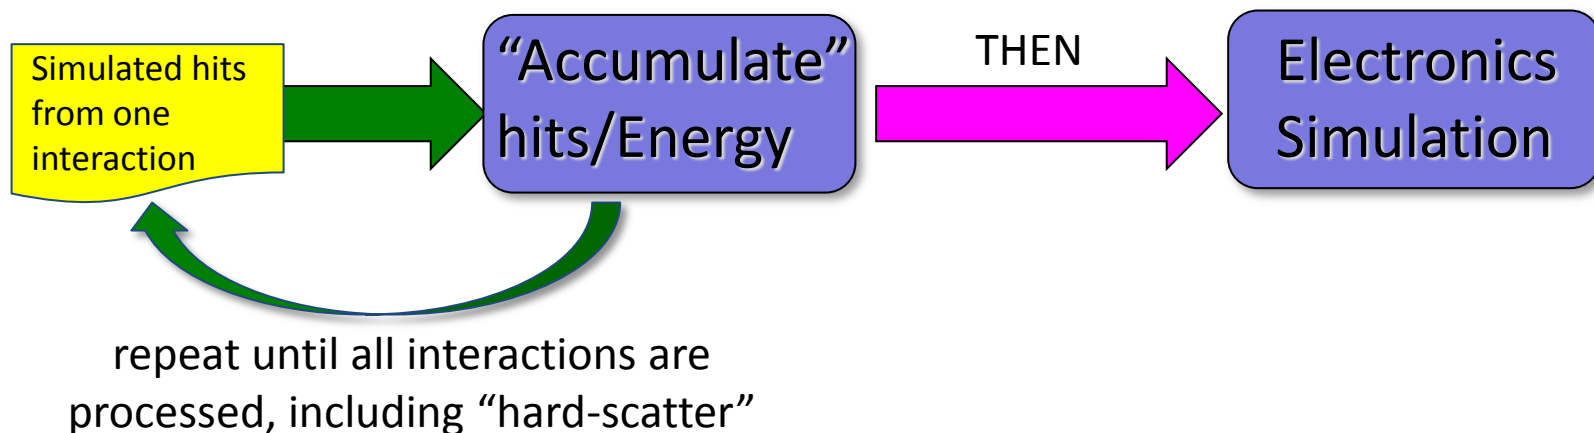 Simulated hits
from one
interaction
“Accumulate”
hits/Energy
THEN
Electronics
Simulation
repeat until all interactions are
processed, including “hard-scatter”